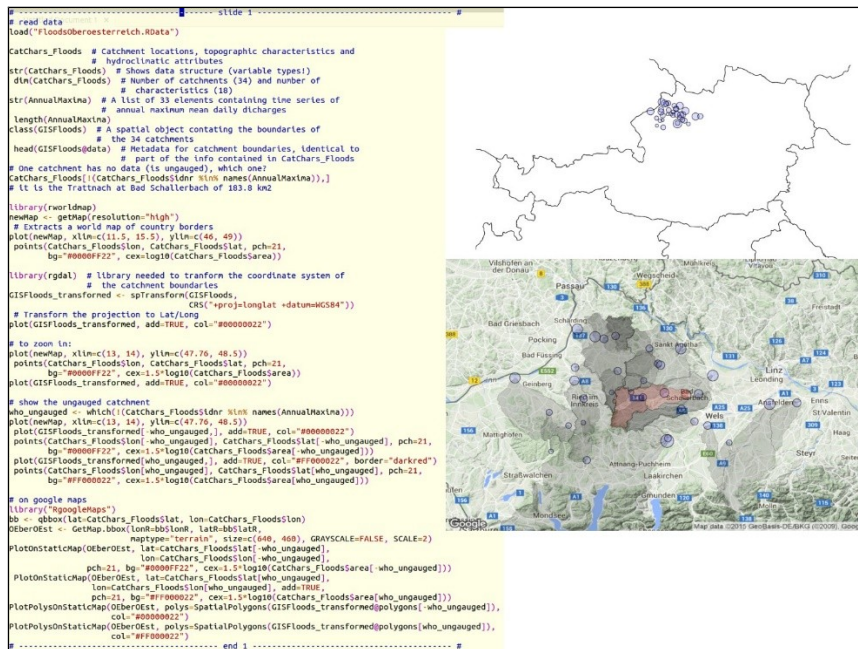 # ------------------------------------- slide 1 ---------------------------------------- #
# read data
load("FloodsOberoesterreich.RData")
CatChars_Floods # Catchment locations, topographic characteristics and
# hydroclimatic attributes
str(CatChars_Floods) # Shows data structure (variable types!)
dim(CatChars_Floods) # Number of catchments (34) and number of
# characteristics (18)
str(AnnualMaxima) # A list of 33 elements containing time series of
# annual maximum mean daily dicharges
length(AnnualMaxima)
class(GISFloods) # A spatial object contating the boundaries of
# the 34 catchments
head(GISFloods@data) # Metadata for catchment boundaries, identical to
# part of the info contained in CatChars_Floods
# One catchment has no data (is ungauged), which one?
CatChars_Floods[!(CatChars_Floods$idnr %in% names(AnnualMaxima)),]
# it is the Trattnach at Bad Schallerbach of 183.8 km2
library(rworldmap)
newMap <- getMap(resolution="high")
# Extracts a world map of country borders
plot(newMap, xlim=c(11.5, 15.5), ylim=c(46, 49))
points(CatChars_Floods$lon, CatChars_Floods$lat, pch=21,
bg="#0000FF22", cex=log10(CatChars_Floods$area))
library(rgdal) # library needed to tranform the coordinate system of
# the catchment boundaries
GISFloods_transformed <- spTransform(GISFloods,
CRS("+proj=longlat +datum=WGS84"))
# Transform the projection to Lat/Long
plot(GISFloods_transformed, add=TRUE, col="#00000022")
# to zoom in:
plot(newMap, xlim=c(13, 14), ylim=c(47.76, 48.5))
points(CatChars_Floods$lon, CatChars_Floods$lat, pch=21,
bg="#0000FF22", cex=1.5*log10(CatChars_Floods$area))
plot(GISFloods_transformed, add=TRUE, col="#00000022")
# show the ungauged catchment
who_ungauged <- which(!(CatChars_Floods$idnr %in% names(AnnualMaxima)))
plot(newMap, xlim=c(13, 14), ylim=c(47.76, 48.5))
plot(GISFloods_transformed[-who_ungauged,], add=TRUE, col="#00000022")
points(CatChars_Floods$lon[-who_ungauged], CatChars_Floods$lat[-who_ungauged], pch=21,
bg="#0000FF22", cex=1.5*log10(CatChars_Floods$area[-who_ungauged]))
plot(GISFloods_transformed[who_ungauged,], add=TRUE, col="#FF000022", border="darkred")
points(CatChars_Floods$lon[who_ungauged], CatChars_Floods$lat[who_ungauged], pch=21,
bg="#FF000022", cex=1.5*log10(CatChars_Floods$area[who_ungauged]))
# on google maps
library("RgoogleMaps")
bb <- qbbox(lat=CatChars_Floods$lat, lon=CatChars_Floods$lon)
OEberOEst <- GetMap.bbox(lonR=bb$lonR, latR=bb$latR,
maptype="terrain", size=c(640, 460), GRAYSCALE=FALSE, SCALE=2)
PlotOnStaticMap(OEberOEst, lat=CatChars_Floods$lat[-who_ungauged],
lon=CatChars_Floods$lon[-who_ungauged],
pch=21, bg="#0000FF22", cex=1.5*log10(CatChars_Floods$area[-who_ungauged]))
PlotOnStaticMap(OEberOEst, lat=CatChars_Floods$lat[who_ungauged],
lon=CatChars_Floods$lon[who_ungauged], add=TRUE,
pch=21, bg="#FF000022", cex=1.5*log10(CatChars_Floods$area[who_ungauged]))
PlotPolysOnStaticMap(OEberOEst, polys=SpatialPolygons(GISFloods_transformed@polygons[-who_ungauged]),
col="#00000022")
PlotPolysOnStaticMap(OEberOEst, polys=SpatialPolygons(GISFloods_transformed@polygons[who_ungauged]),
col="#FF000022")
# ---------------------------------------- end 1 ---------------------------------------- #
Vilshofen an der Donau
Passau
Wegscheid
Freistadt
Schärding
Bad Griesbach
Pocking
Sankt Agatha
Bad Füssing
Linz
Leonding
Geinberg
Ried im Innkreis
Ansfelden
Enns
St-Valentin
Haag
Wels
Mattighofen
Steyr
Straßwalchen
Attnang-Puchheim
Laakirchen
Gmunden
Mondsee
Google
Map data ©2015 GeoBasis-DE/BKG (©2009), Goog